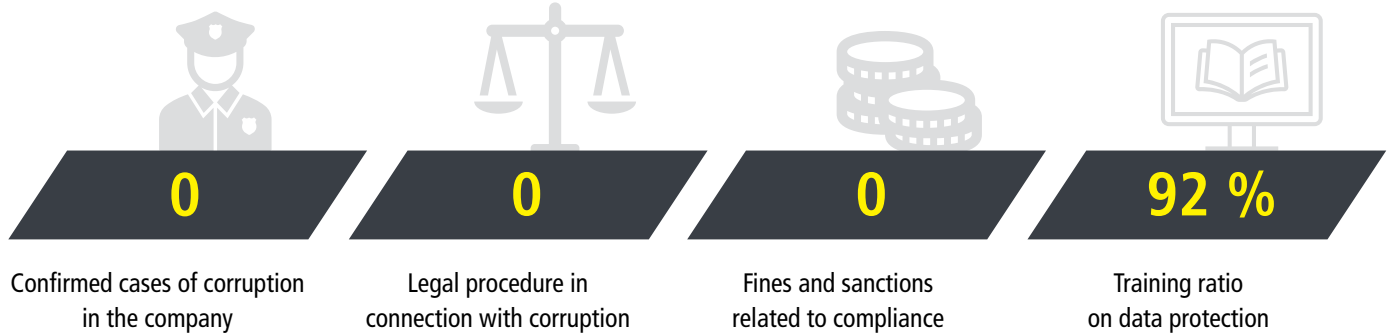 0
Confirmed cases of corruption
in the company
0
Legal procedure in
connection with corruption
0
Fines and sanctions
related to compliance
92 %
Training ratio
on data protection